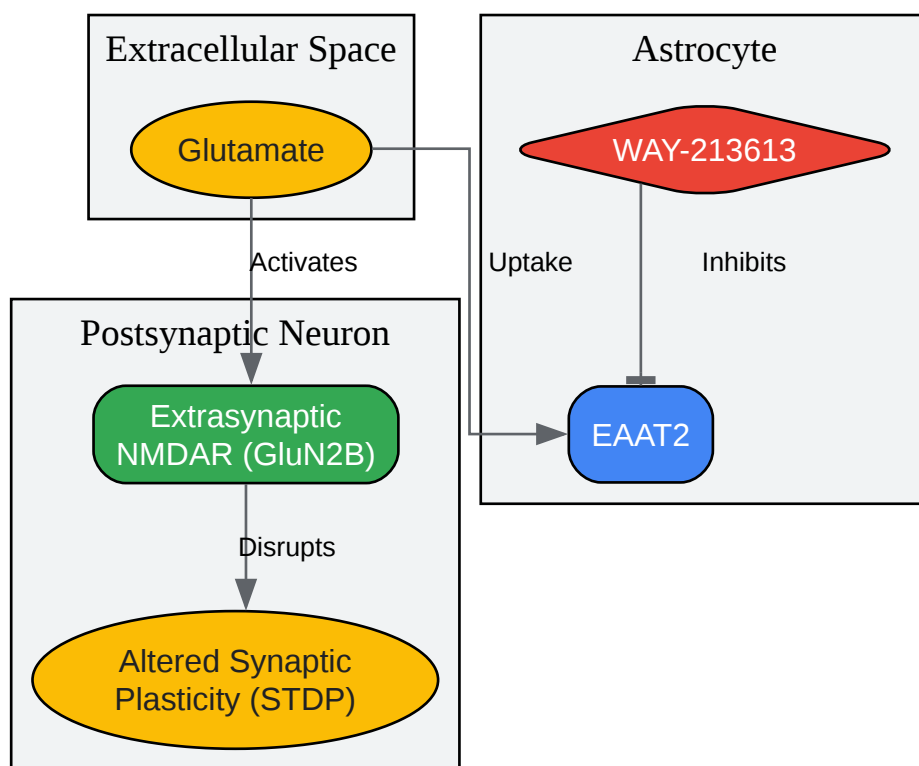 Extracellular Space
Astrocyte
Glutamate
WAY-213613
Activates
Uptake
Inhibits
Postsynaptic Neuron
Extrasynaptic
NMDAR (GluN2B)
EAAT2
Disrupts
Altered Synaptic
Plasticity (STDP)